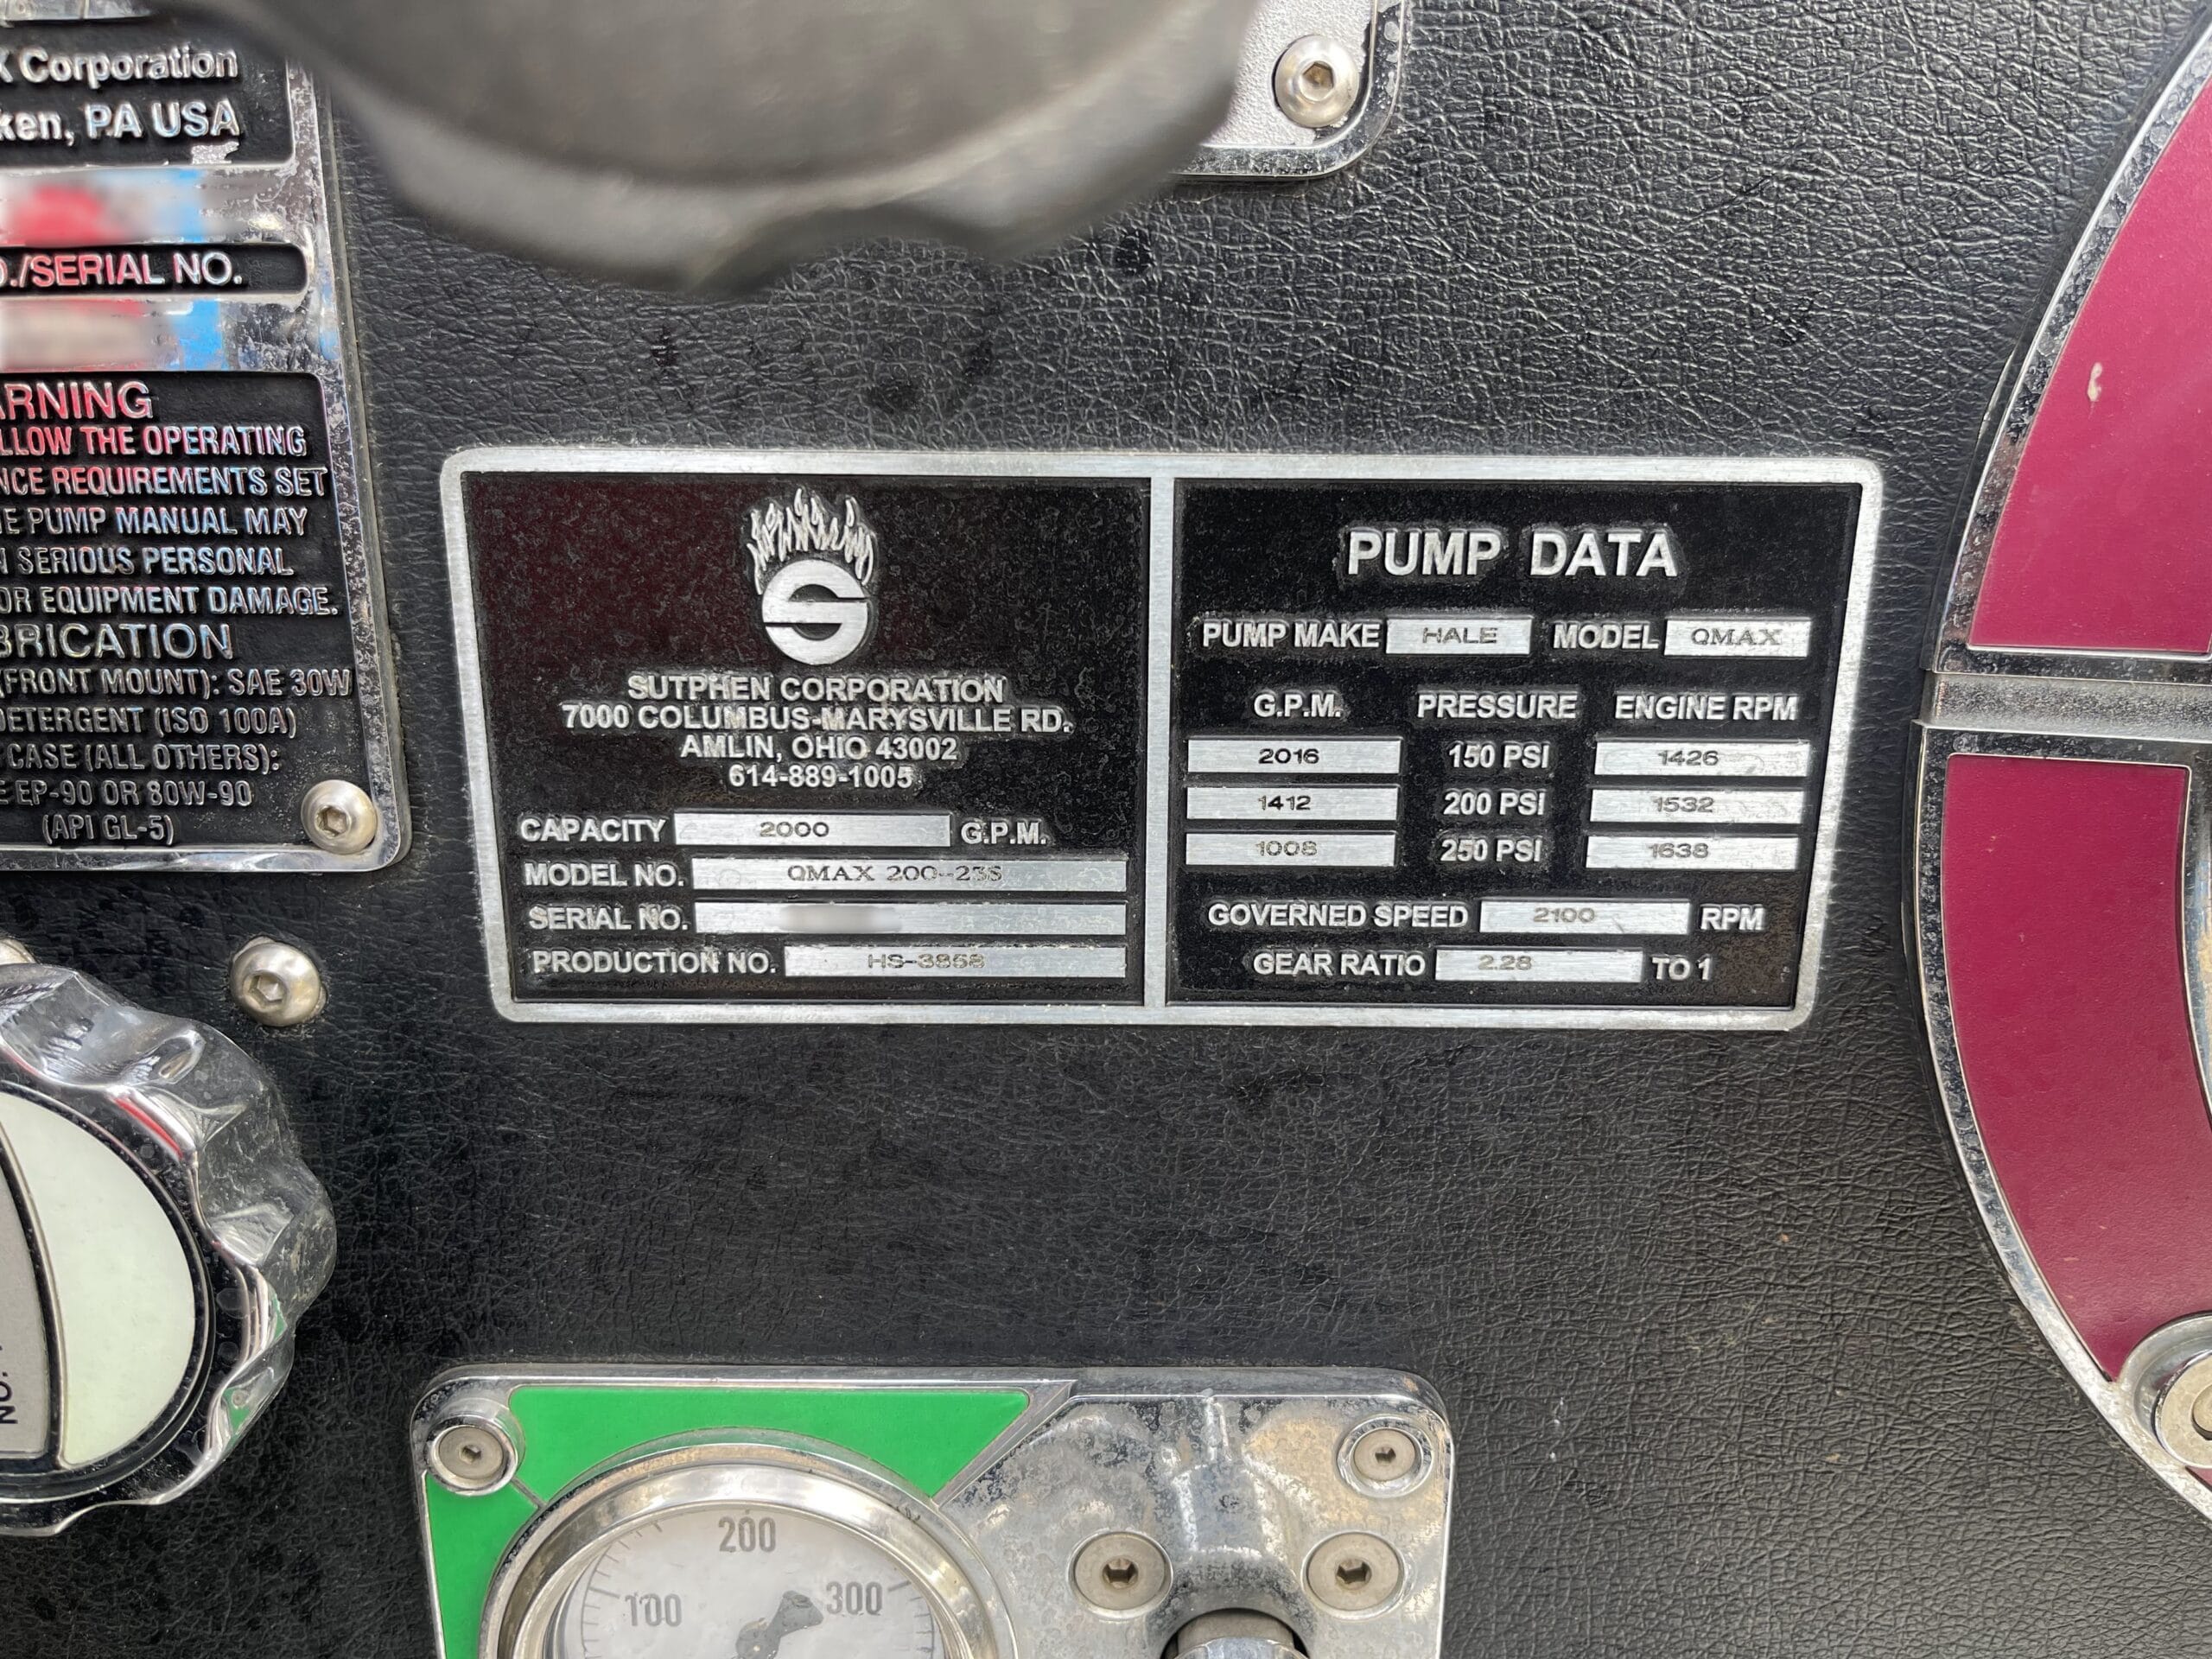 X Corporation
ken, PA USA
./SERIAL NO.
ARNING
LLOW THE OPERATING
NCE REQUIREMENTS SET
E PUMP MANUAL MAY
N SERIOUS PERSONAL
OR EQUIPMENT DAMAGE.
BRICATION
(FRONT MOUNT): SAE 30W
DETERGENT (ISO 100A)
CASE (ALL OTHERS):
E EP-90 OR 80W-90
(API GL-5)
S
SUTPHEN CORPORATION
7000 COLUMBUS-MARYSVILLE RD.
AMLIN, OHIO 43002
614-889-1005
CAPACITY 2000 G.P.M.
MODEL NO. QMAX 200-23S
SERIAL NO.
PRODUCTION NO. HS-3868
PUMP DATA
PUMP MAKE HALE MODEL QMAX
G.P.M. PRESSURE ENGINE RPM
2016 150 PSI 1426
1412 200 PSI 1532
1008 250 PSI 1638
GOVERNED SPEED 2100 RPM
GEAR RATIO 2.28 TO 1
NO.
200
100 300